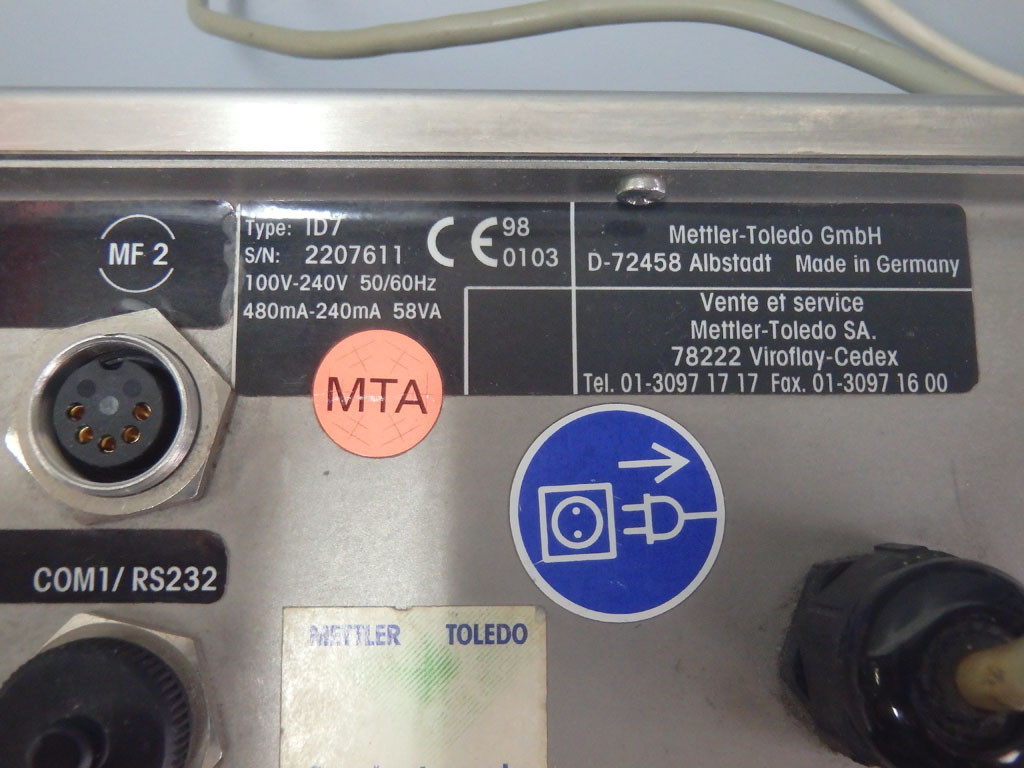 MF 2
Type: ID7
S/N: 2207611
100V-240V 50/60Hz
480mA-240mA 58VA
CE 98
0103
Mettler-Toledo GmbH
D-72458 Albstadt Made in Germany
Vente et service
Mettler-Toledo SA.
78222 Viroflay-Cedex
Tel. 01-3097 17 17 Fax. 01-3097 16 00
MTA
COM1/ RS232
METTLER TOLEDO